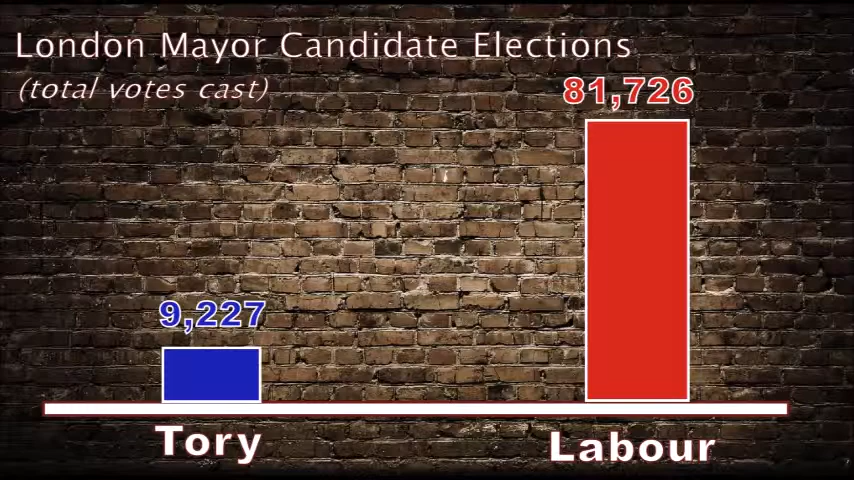 London Mayor Candidate Elections
(total votes cast)
81,726
9,227
Tory
Labour